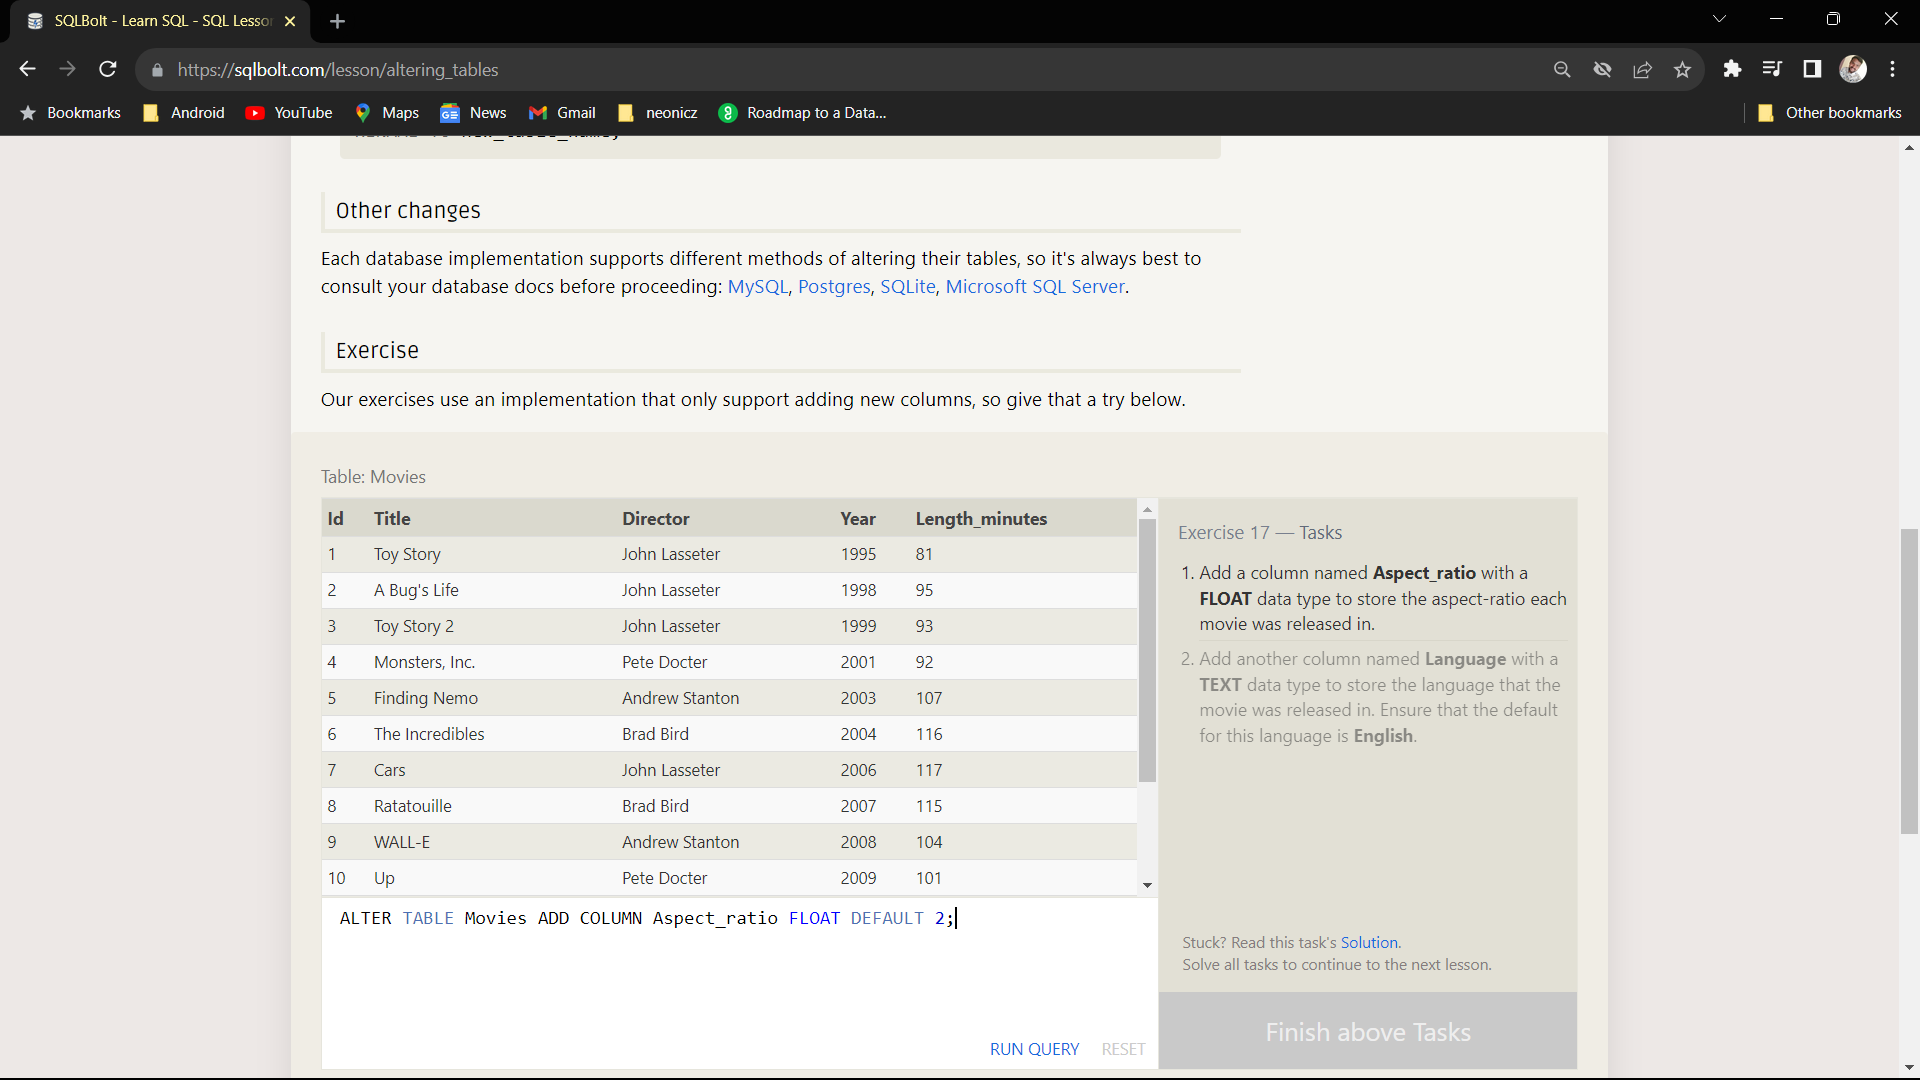 SQLBolt - Learn SQL - SQL Lesso
https://sqlbolt.com/lesson/altering_tables
Bookmarks Android YouTube Maps News Gmail neonicz Roadmap to a Data... Other bookmarks
Other changes
Each database implementation supports different methods of altering their tables, so it's always best to
consult your database docs before proceeding: MySQL, Postgres, SQLite, Microsoft SQL Server.
Exercise
Our exercises use an implementation that only support adding new columns, so give that a try below.
Table: Movies
Id Title Director Year Length_minutes
1 Toy Story John Lasseter 1995 81
2 A Bug's Life John Lasseter 1998 95
3 Toy Story 2 John Lasseter 1999 93
4 Monsters, Inc. Pete Docter 2001 92
5 Finding Nemo Andrew Stanton 2003 107
6 The Incredibles Brad Bird 2004 116
7 Cars John Lasseter 2006 117
8 Ratatouille Brad Bird 2007 115
9 WALL-E Andrew Stanton 2008 104
10 Up Pete Docter 2009 101
ALTER TABLE Movies ADD COLUMN Aspect_ratio FLOAT DEFAULT 2;
RUN QUERY RESET
Exercise 17 — Tasks
1. Add a column named Aspect_ratio with a
FLOAT data type to store the aspect-ratio each
movie was released in.
2. Add another column named Language with a
TEXT data type to store the language that the
movie was released in. Ensure that the default
for this language is English.
Stuck? Read this task's Solution.
Solve all tasks to continue to the next lesson.
Finish above Tasks